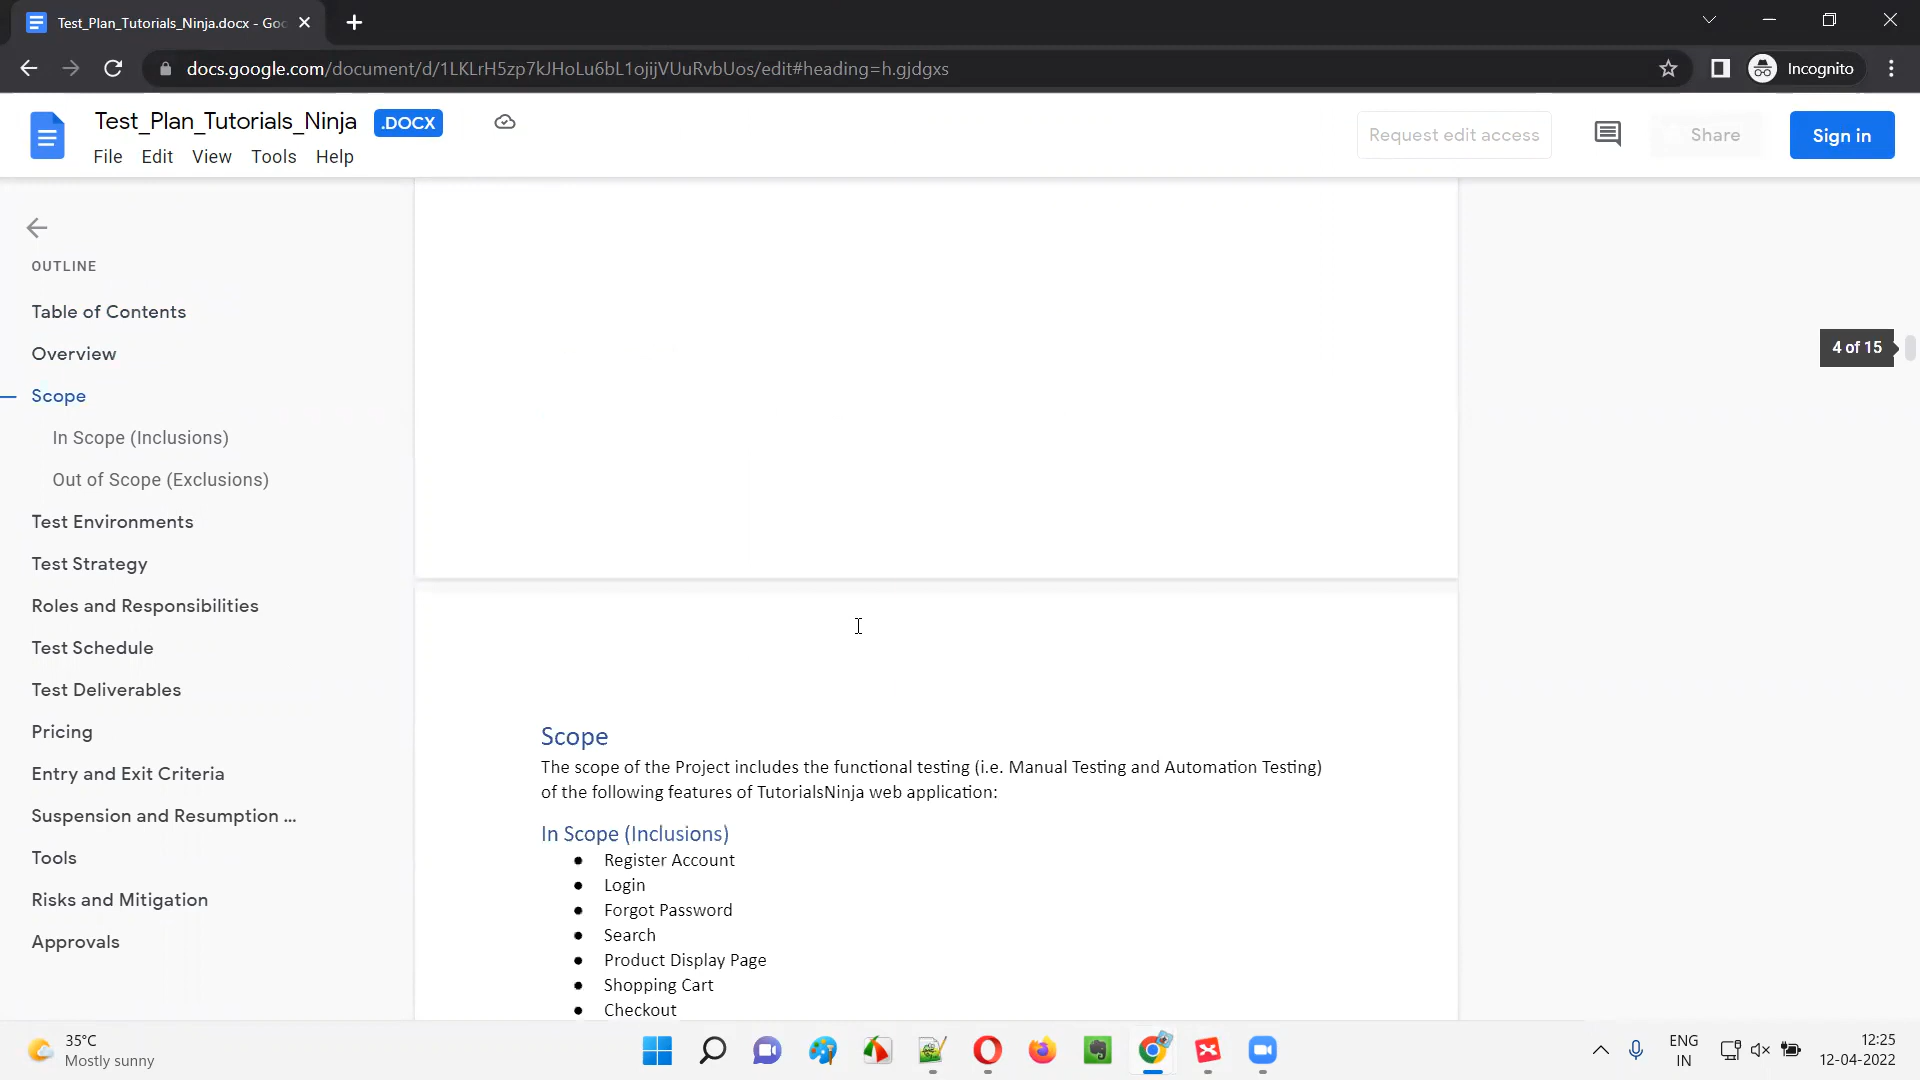 Test_Plan_Tutorials_Ninja.docx - Goo
docs.google.com/document/d/1LKLrH5zp7kJHoLu6bL1ojijVUuRvbUos/edit#heading=h.gjdgxs
Incognito
Test_Plan_Tutorials_Ninja
.DOCX
File Edit View Tools Help
Request edit access
Share
Sign in
OUTLINE
Table of Contents
Overview
Scope
In Scope (Inclusions)
Out of Scope (Exclusions)
Test Environments
Test Strategy
Roles and Responsibilities
Test Schedule
Test Deliverables
Pricing
Entry and Exit Criteria
Suspension and Resumption ...
Tools
Risks and Mitigation
Approvals
4 of 15
Scope
The scope of the Project includes the functional testing (i.e. Manual Testing and Automation Testing)
of the following features of TutorialsNinja web application:
In Scope (Inclusions)
● Register Account
● Login
● Forgot Password
● Search
● Product Display Page
● Shopping Cart
● Checkout
35°C
Mostly sunny
ENG
IN
12:25
12-04-2022